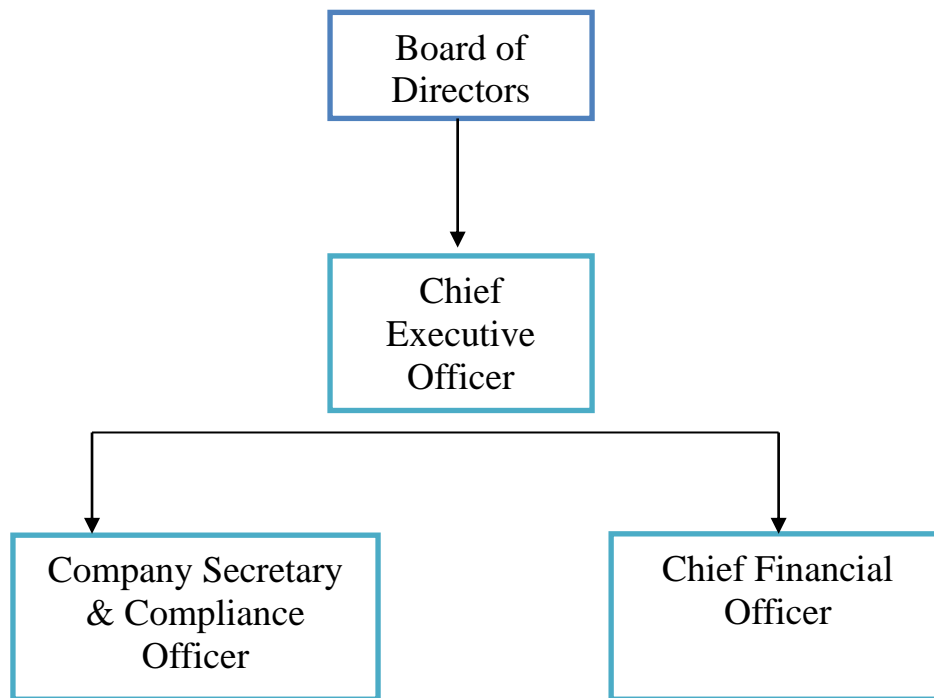 Board of
Directors
Chief
Executive
Officer
Company Secretary
& Compliance
Officer
Chief Financial
Officer